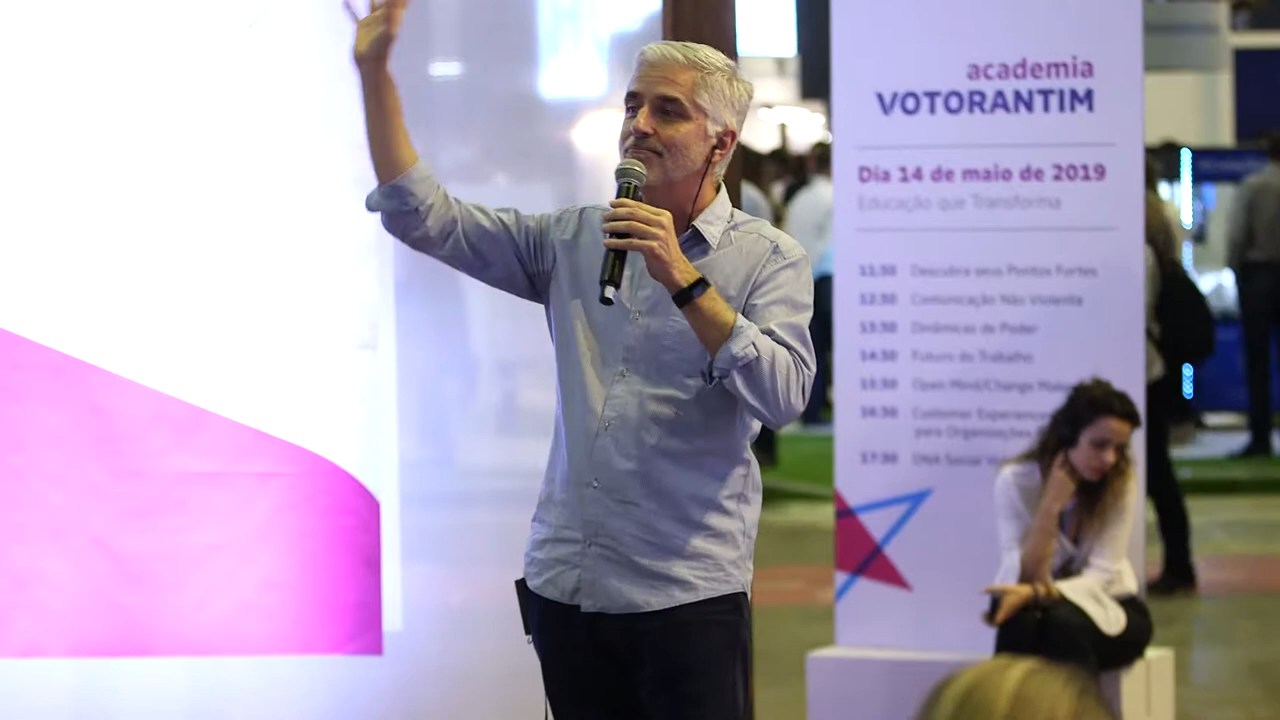 academia
VOTORANTIM
Dia 14 de maio de 2019
Educação que Transforma
11:30 Descubra seus Pontos Fortes
12:30 Comunicação Não Violenta
13:30 Dinâmicas de Poder
14:30 Futuro do Trabalho
15:30 Open Mind/Change
16:30 Customer Experience
para Organizações
17:30 DNA Social